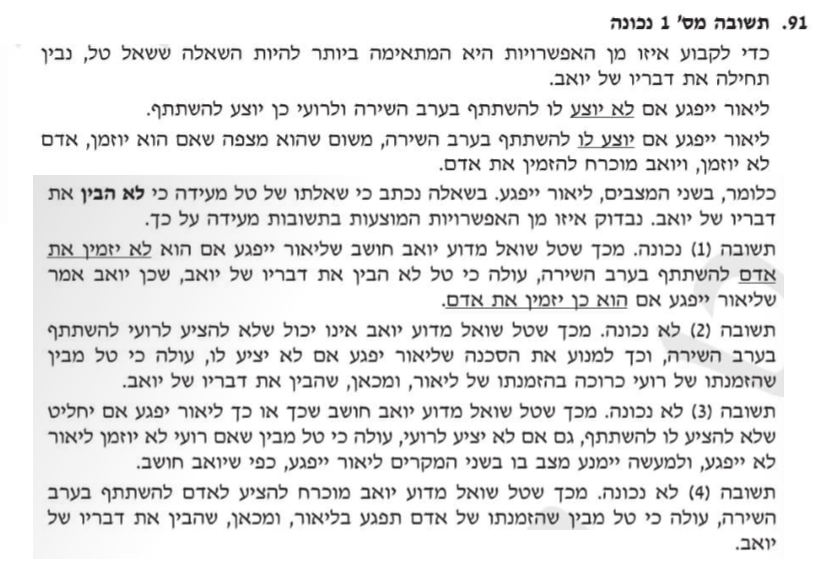 91. תשובה מס' 1 נכונה
כדי לקבוע איזו מן האפשרויות היא המתאימה ביותר להיות השאלה ששאל טל, נבין
תחילה את דבריו של יואב.
ליאור ייפגע אם לא יוצע לו להשתתף בערב השירה ולרועי כן יוצע להשתתף.
ליאור ייפגע אם יוצע לו להשתתף בערב השירה, משום שהוא מצפה שאם הוא יוזמן, אדם
לא יוזמן, ויואב מוכרח להזמין את אדם.
כלומר, בשני המצבים, ליאור ייפגע. בשאלה נכתב כי שאלתו של טל מעידה כי לא הבין את
דבריו של יואב. נבדוק איזו מן האפשרויות המוצעות בתשובות מעידה על כך.
תשובה (1) נכונה. מכך שטל שואל מדוע יואב חושב שליאור ייפגע אם הוא לא יזמין את
אדם להשתתף בערב השירה, עולה כי טל לא הבין את דבריו של יואב, שכן יואב אמר
שליאור ייפגע אם הוא כן יזמין את אדם.
תשובה (2) לא נכונה. מכך שטל שואל מדוע יואב אינו יכול שלא להציע לרועי להשתתף
בערב השירה, וכך למנוע את הסכנה שליאור יפגע אם לא יציע לו, עולה כי טל מבין
שהזמנתו של רועי כרוכה בהזמנתו של ליאור, ומכאן, שהבין את דבריו של יואב.
תשובה (3) לא נכונה. מכך שטל שואל מדוע יואב חושב שכך או כך ליאור יפגע אם יחליט
שלא להציע לו להשתתף, גם אם לא יציע לרועי, עולה כי טל מבין שאם רועי לא יוזמן ליאור
לא ייפגע, ולמעשה יימנע מצב בו בשני המקרים ליאור ייפגע, כפי שיואב חושב.
תשובה (4) לא נכונה. מכך שטל שואל מדוע יואב מוכרח להציע לאדם להשתתף בערב
השירה, עולה כי טל מבין שהזמנתו של אדם תפגע בליאור, ומכאן, שהבין את דבריו של
יואב.